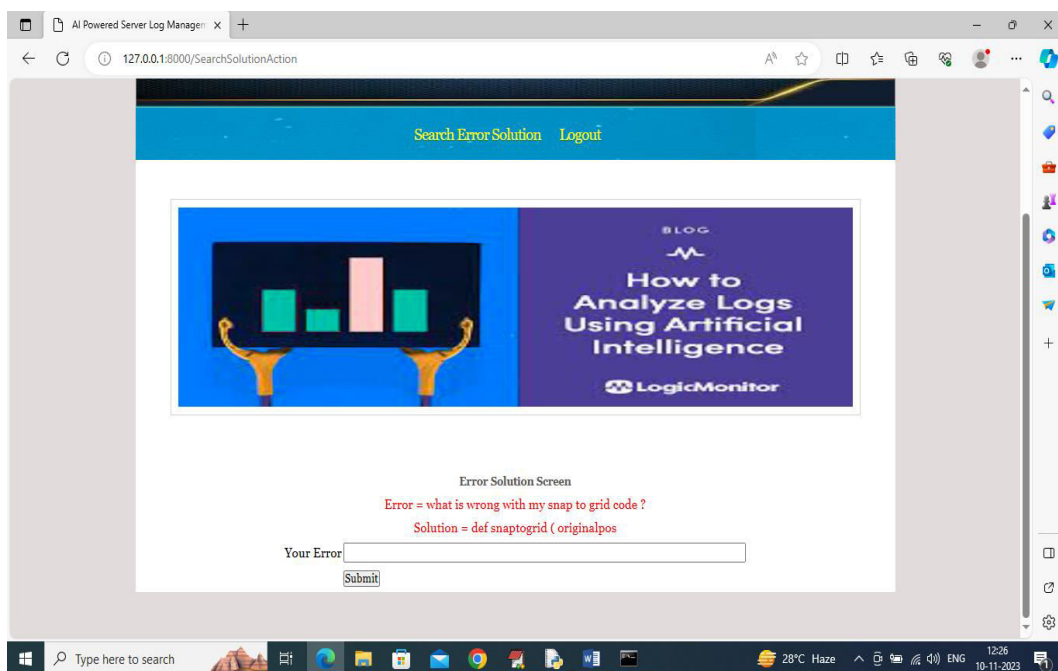 AI Powered Server Log Managen
127.0.0.1:8000/SearchSolutionAction
Search Error Solution Logout
BLOG
How to
Analyze Logs
Using Artificial
Intelligence
LogicMonitor
Error Solution Screen
Error = what is wrong with my snap to grid code ?
Solution = def snaptogrid ( originalpos
Your Error
Submit
Type here to search
28°C Haze
ENG
12:26
10-11-2023